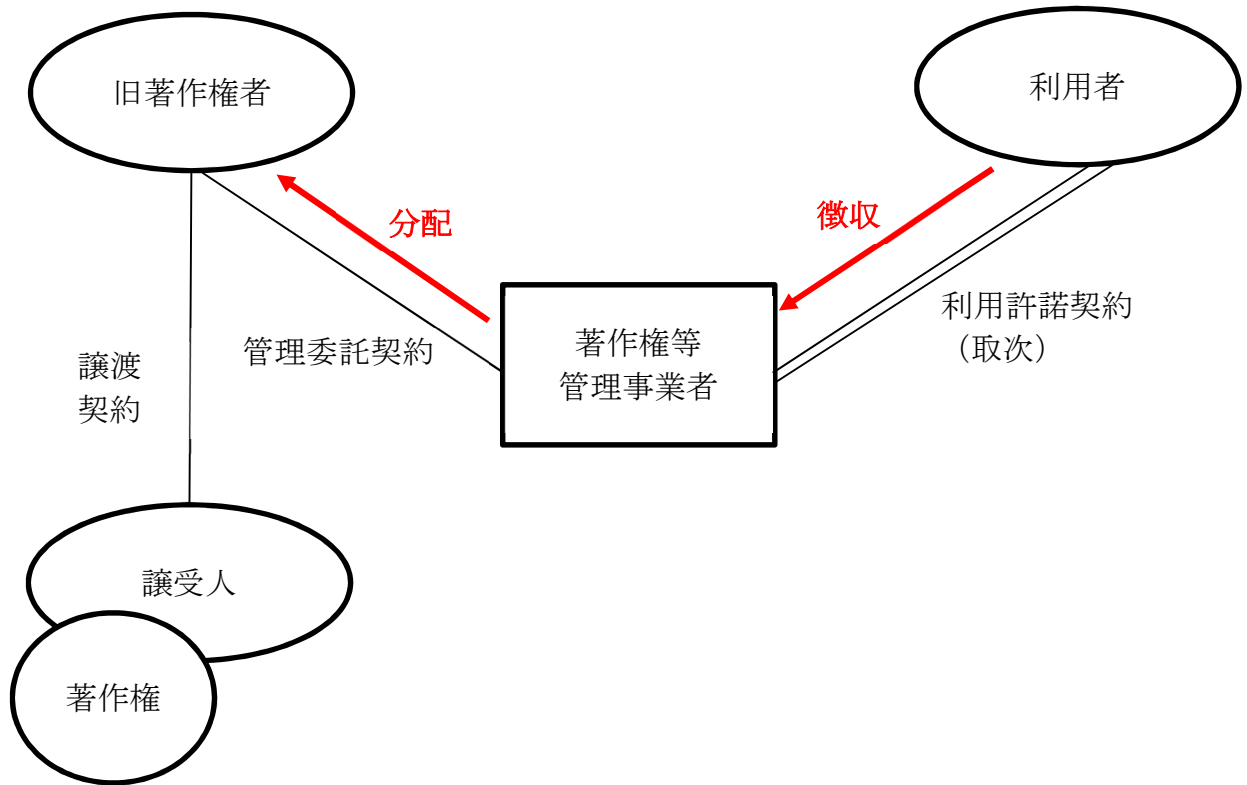 旧著作権者
利用者
分配
徴収
譲渡
契約
管理委託契約
著作権等
管理事業者
利用許諾契約
（取次）
譲受人
著作権